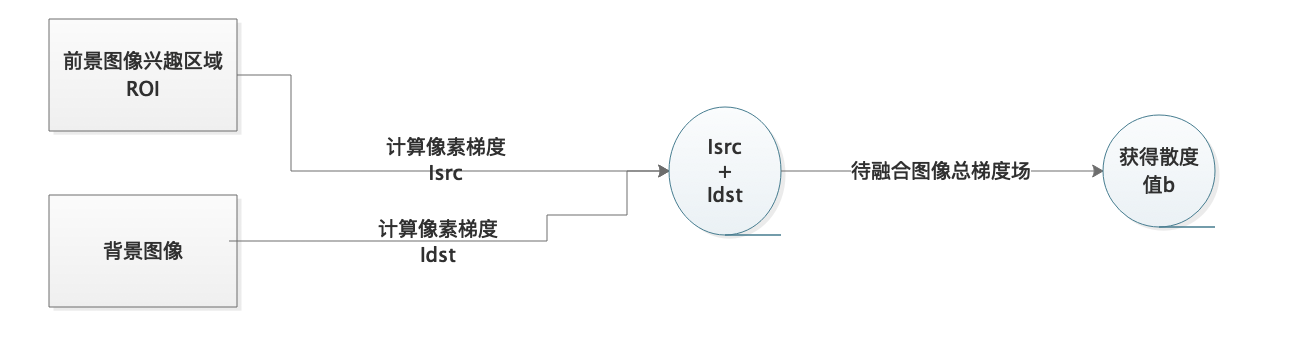 前景图像兴趣区域
ROI
计算像素梯度
Isrc
背景图像
计算像素梯度
Idst
Isrc
+
Idst
待融合图像总梯度场
获得散度
值b